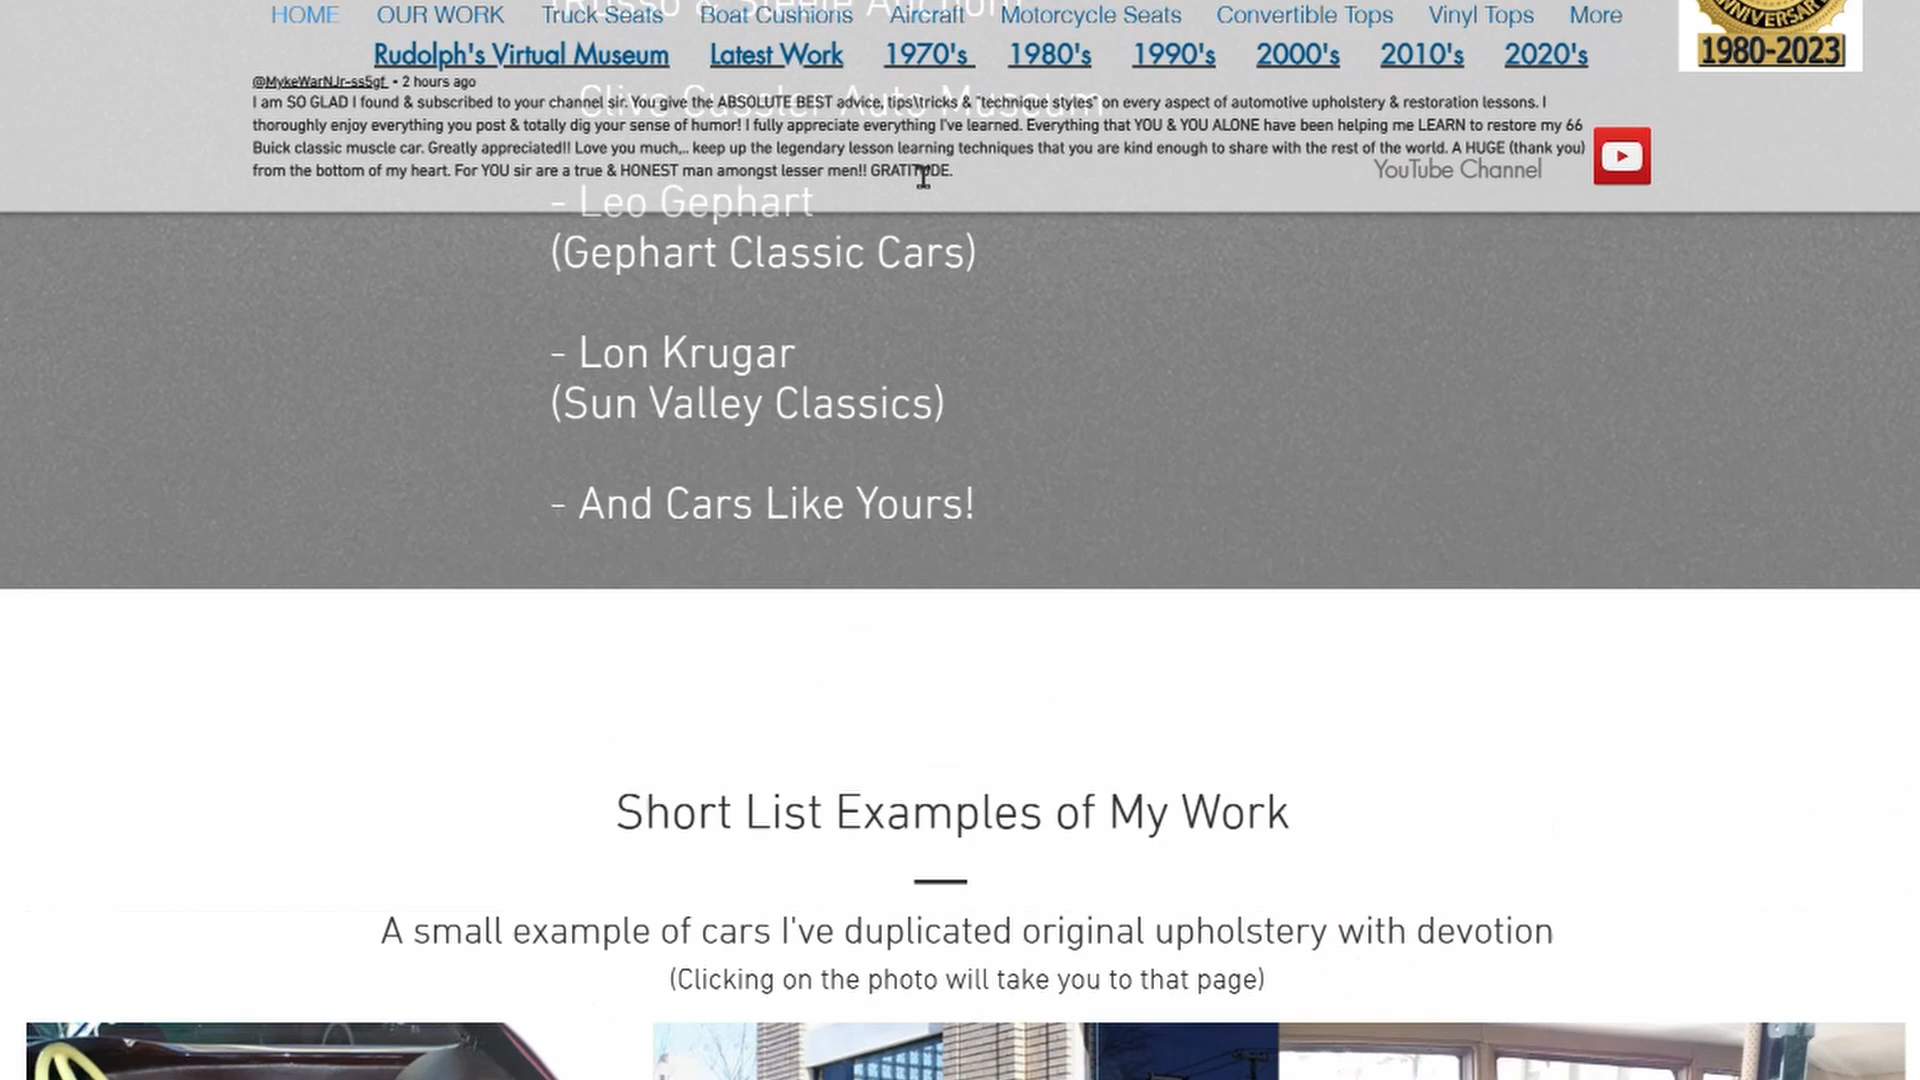 (Russo & Steele Auction)
HOME OUR WORK Truck Seats Boat Cushions Aircraft Motorcycle Seats Convertible Tops Vinyl Tops More
ANNIVERSARY
Rudolph's Virtual Museum Latest Work 1970's 1980's 1990's 2000's 2010's 2020's
1980-2023
@MykeWarNJr-ss5gf • 2 hours ago
I am SO GLAD I found & subscribed to your channel sir. You give the ABSOLUTE BEST advice, tips\tricks & "technique styles" on every aspect of automotive upholstery & restoration lessons. I
- Clive Cussler Auto Museum
thoroughly enjoy everything you post & totally dig your sense of humor! I fully appreciate everything I've learned. Everything that YOU & YOU ALONE have been helping me LEARN to restore my 66
Buick classic muscle car. Greatly appreciated!! Love you much,.. keep up the legendary lesson learning techniques that you are kind enough to share with the rest of the world. A HUGE (thank you)
from the bottom of my heart. For YOU sir are a true & HONEST man amongst lesser men!! GRATITUDE.
YouTube Channel
- Leo Gephart
(Gephart Classic Cars)
- Lon Krugar
(Sun Valley Classics)
- And Cars Like Yours!
Short List Examples of My Work
A small example of cars I've duplicated original upholstery with devotion
(Clicking on the photo will take you to that page)